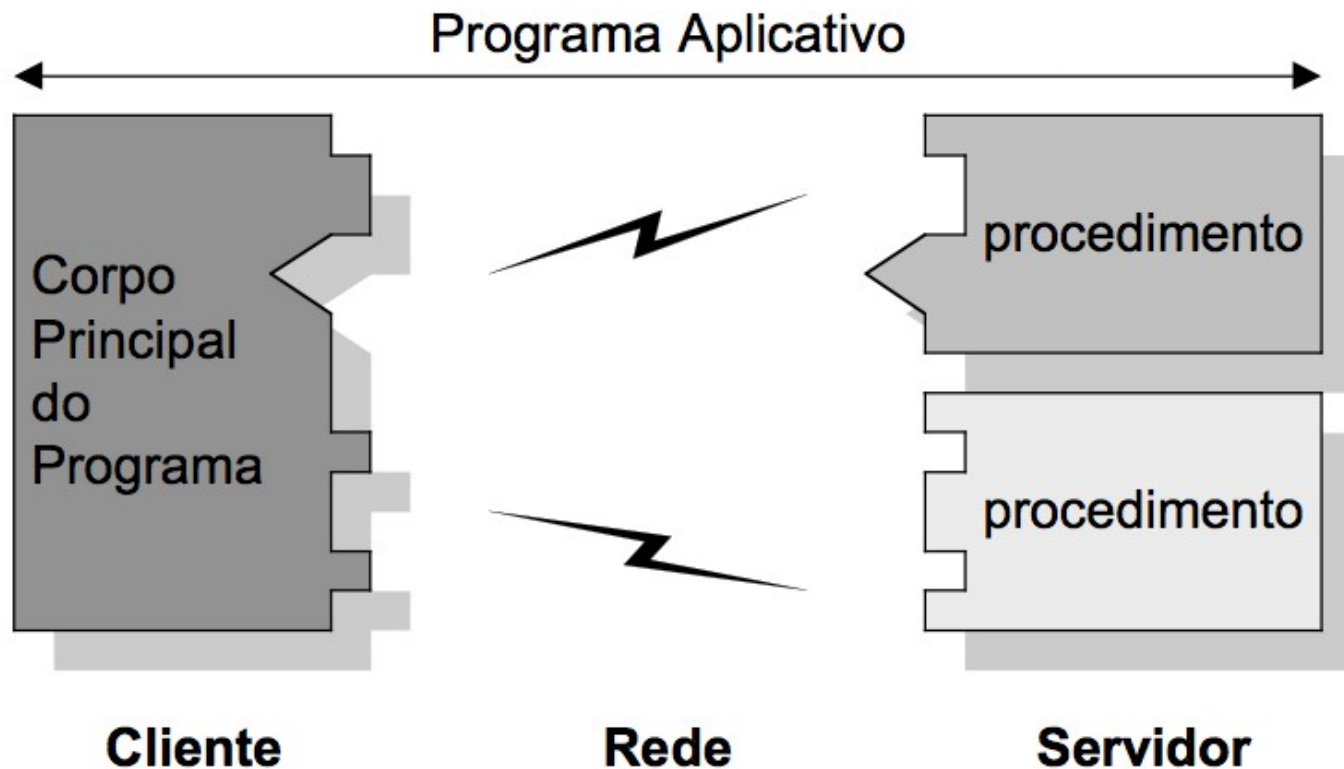 Programa Aplicativo
Corpo
Principal
do
Programa
procedimento
procedimento
Cliente
Rede
Servidor